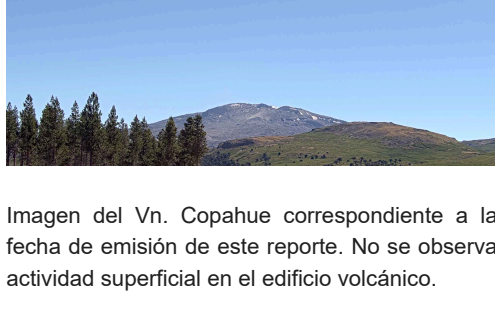 Imagen del Vn. Copahue correspondiente a la
fecha de emisión de este reporte. No se observa
actividad superficial en el edificio volcánico.